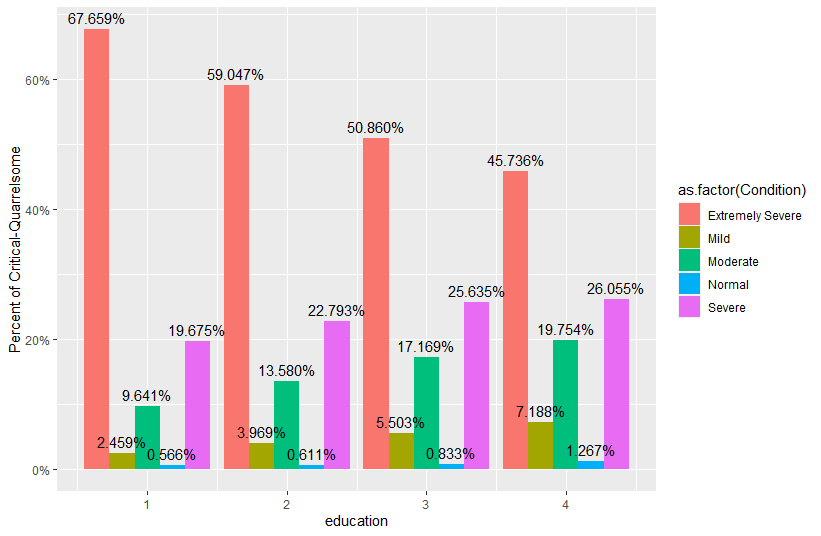 67.659%
59.047%
50.860%
45.736%
19.675%
22.793%
25.635%
26.055%
9.641%
13.580%
17.169%
19.754%
2.459%
3.969%
5.503%
7.188%
0.566%
0.611%
0.833%
1.267%
60%
40%
20%
0%
Percent of Critical-Quarrelsome
1 2 3 4
education
as.factor(Condition)
Extremely Severe
Mild
Moderate
Normal
Severe